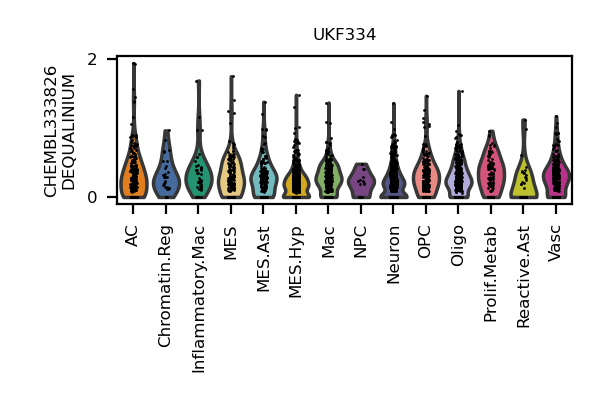 UKF334
CHEMBL333826
DEQUALINIUM
2
0
AC
Chromatin.Reg
Inflammatory.Mac
MES
MES.Ast
MES.Hyp
Mac
NPC
Neuron
OPC
Oligo
Prolif.Metab
Reactive.Ast
Vasc